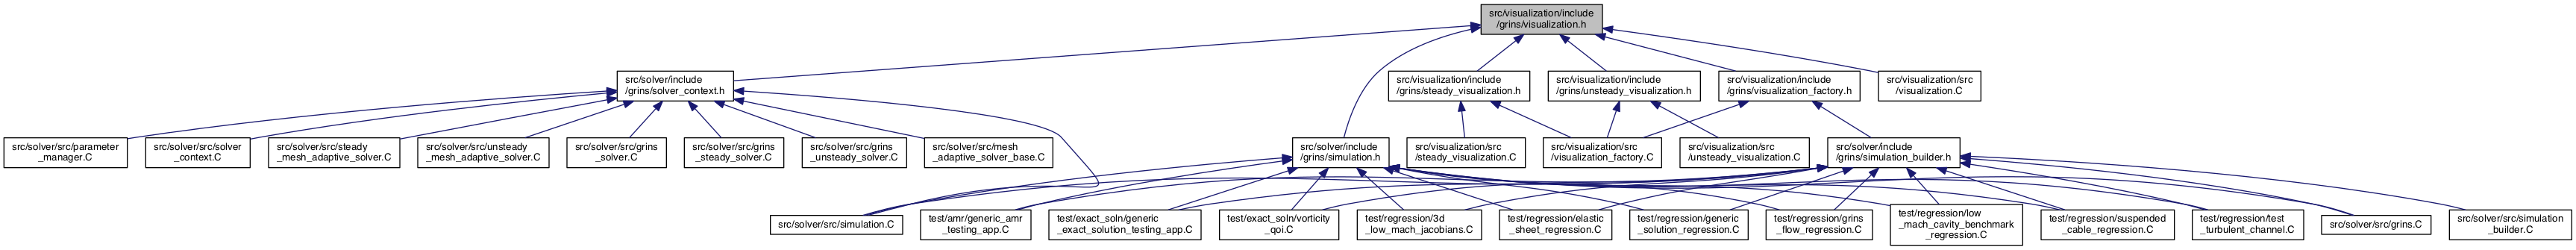 src/visualization/include
/grins/visualization.h
src/solver/include
/grins/solver_context.h
src/visualization/include
/grins/steady_visualization.h
src/visualization/include
/grins/unsteady_visualization.h
src/visualization/include
/grins/visualization_factory.h
src/visualization/src
/visualization.C
src/solver/src/parameter
_manager.C
src/solver/src/solver
_context.C
src/solver/src/steady
_mesh_adaptive_solver.C
src/solver/src/unsteady
_mesh_adaptive_solver.C
src/solver/src/grins
_solver.C
src/solver/src/grins
_steady_solver.C
src/solver/src/grins
_unsteady_solver.C
src/solver/src/mesh
_adaptive_solver_base.C
src/solver/include
/grins/simulation.h
src/visualization/src
/steady_visualization.C
src/visualization/src
/visualization_factory.C
src/visualization/src
/unsteady_visualization.C
src/solver/include
/grins/simulation_builder.h
src/solver/src/simulation.C
test/amr/generic_amr
_testing_app.C
test/exact_soln/generic
_exact_solution_testing_app.C
test/exact_soln/vorticity
_qoi.C
test/regression/3d
_low_mach_jacobians.C
test/regression/elastic
_sheet_regression.C
test/regression/generic
_solution_regression.C
test/regression/grins
_flow_regression.C
test/regression/low
_mach_cavity_benchmark
_regression.C
test/regression/suspended
_cable_regression.C
test/regression/test
_turbulent_channel.C
src/solver/src/grins.C
src/solver/src/simulation
_builder.C